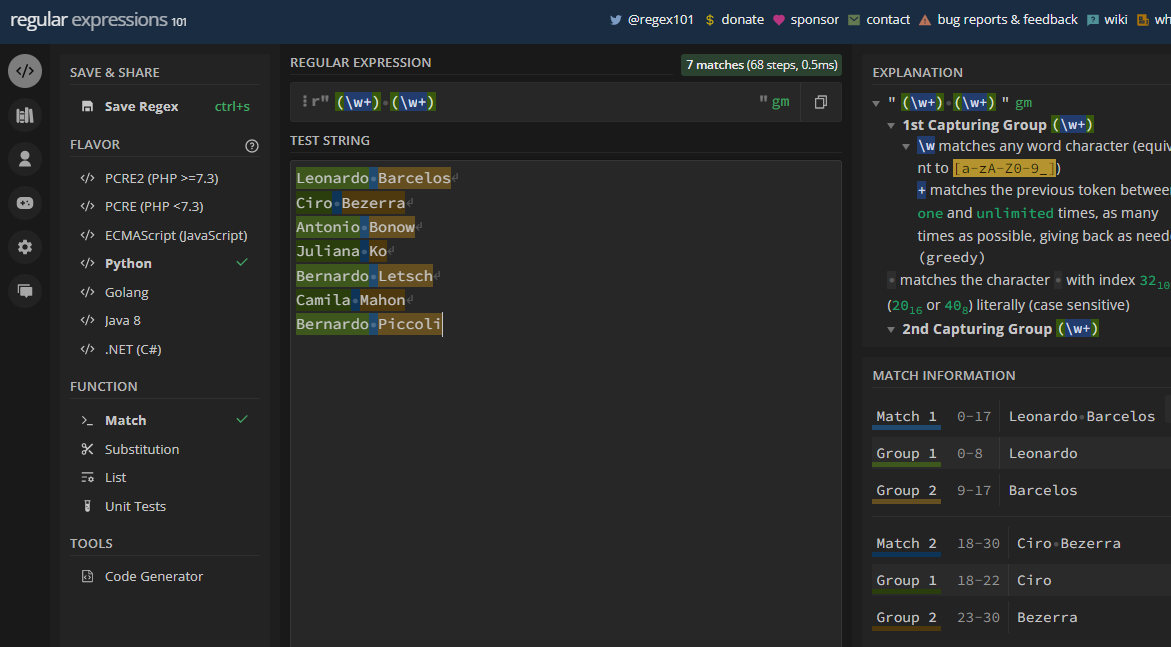 regular expressions 101
@regex101 $ donate sponsor contact bug reports & feedback wiki wh
SAVE & SHARE
Save Regex ctrl+s
FLAVOR
</> PCRE2 (PHP >=7.3)
</> PCRE (PHP <7.3)
</> ECMAScript (JavaScript)
</> Python
</> Golang
</> Java 8
</> .NET (C#)
FUNCTION
Match
Substitution
List
Unit Tests
TOOLS
Code Generator
REGULAR EXPRESSION
7 matches (68 steps, 0.5ms)
r" (\w+)·(\w+) " gm
TEST STRING
Leonardo·Barcelos
Ciro·Bezerra
Antonio·Bonow
Juliana·Ko
Bernardo·Letsch
Camila·Mahon
Bernardo·Piccoli
EXPLANATION
" (\w+)·(\w+) " gm
1st Capturing Group (\w+)
\w matches any word character (equiv
nt to [a-zA-Z0-9_])
+ matches the previous token betwee
one and unlimited times, as many
times as possible, giving back as need
(greedy)
· matches the character · with index 32₁₀
(20₁₆ or 40₈) literally (case sensitive)
2nd Capturing Group (\w+)
MATCH INFORMATION
Match 1 0-17 Leonardo·Barcelos
Group 1 0-8 Leonardo
Group 2 9-17 Barcelos
Match 2 18-30 Ciro·Bezerra
Group 1 18-22 Ciro
Group 2 23-30 Bezerra